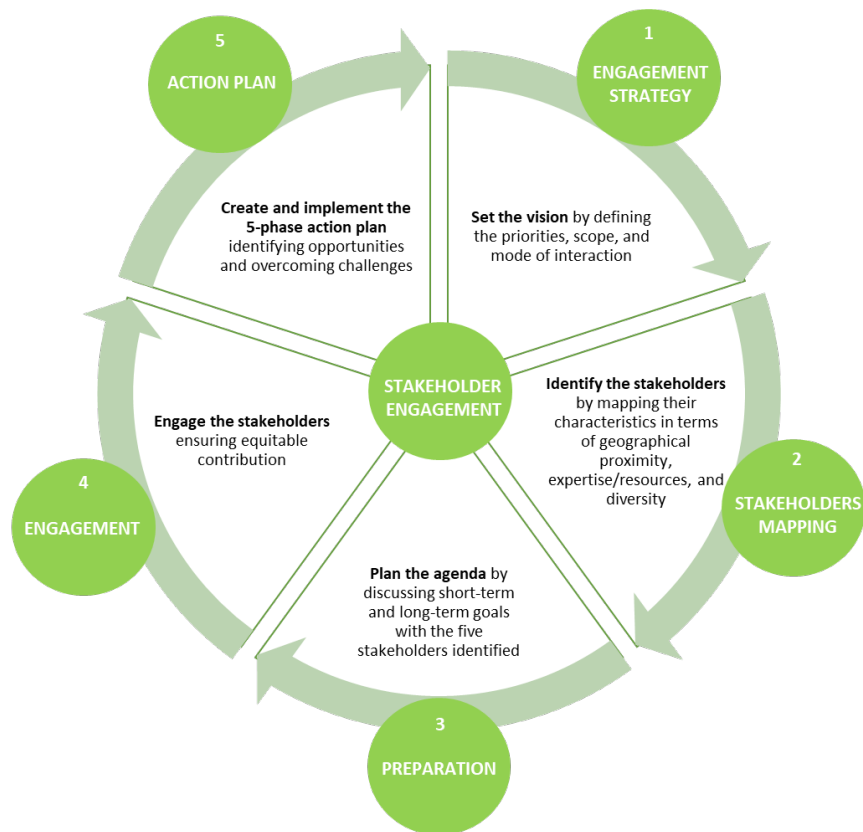 1
ENGAGEMENT
STRATEGY
Set the vision by defining
the priorities, scope, and
mode of interaction
2
STAKEHOLDERS
MAPPING
Identify the stakeholders
by mapping their
characteristics in terms
of geographical
proximity,
expertise/resources, and
diversity
3
PREPARATION
Plan the agenda by
discussing short-term
and long-term goals
with the five
stakeholders identified
4
ENGAGEMENT
Engage the stakeholders
ensuring equitable
contribution
5
ACTION PLAN
Create and implement the
5-phase action plan
identifying opportunities
and overcoming challenges
STAKEHOLDER
ENGAGEMENT